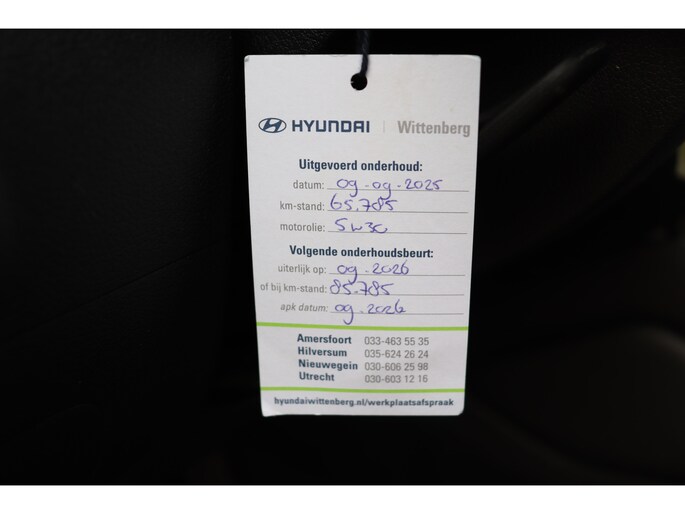 HYUNDAI | Wittenberg
Uitgevoerd onderhoud:
datum: 09-09-2025
km-stand: 65.785
motorolie: 5W30
Volgende onderhoudsbeurt:
uiterlijk op: 09-2026
of bij km-stand: 85.785
apk datum: 09-2026
Amersfoort 033-463 55 35
Hilversum 035-624 26 24
Nieuwegein 030-606 25 98
Utrecht 030-603 12 16
hyundaiwittenberg.nl/werkplaatsafspraak